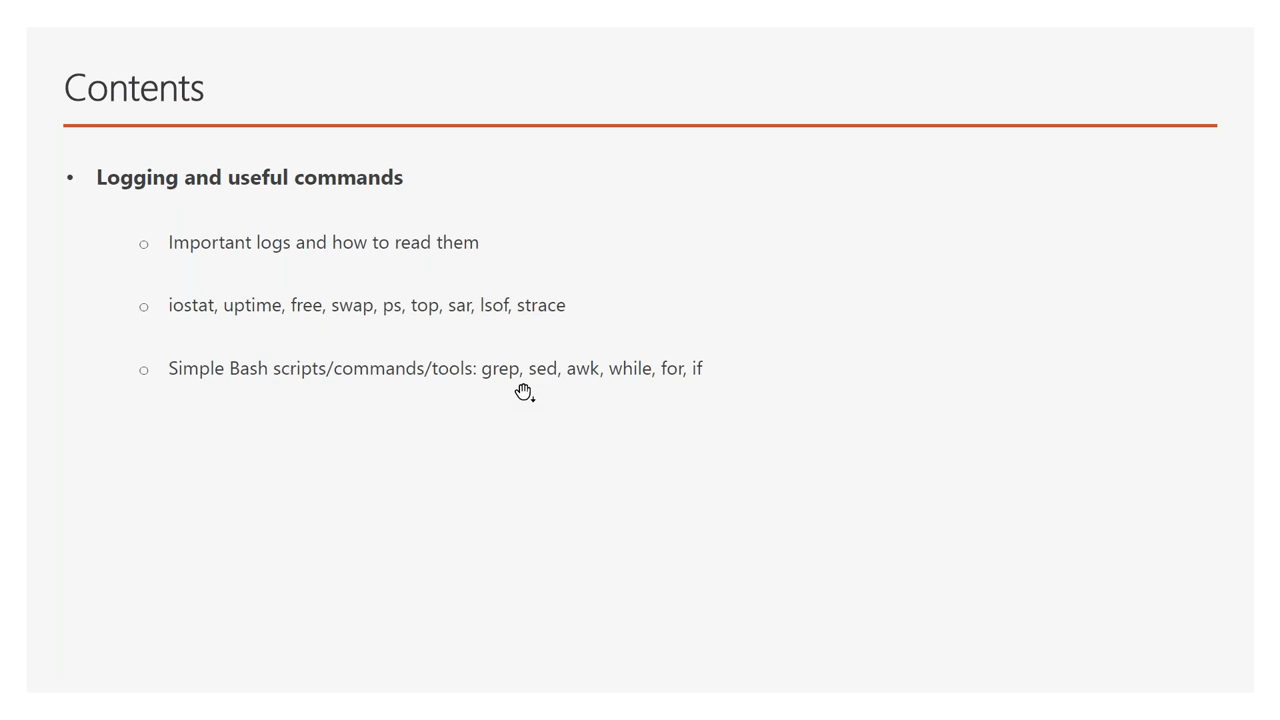 Contents
• Logging and useful commands
o Important logs and how to read them
o iostat, uptime, free, swap, ps, top, sar, lsof, strace
o Simple Bash scripts/commands/tools: grep, sed, awk, while, for, if